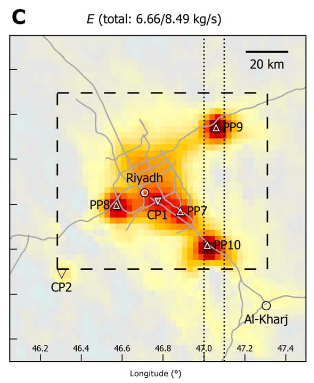 C
E (total: 6.66/8.49 kg/s)
20 km
PP9
Riyadh
PP8
CP1
PP7
PP10
CP2
Al-Kharj
46.2 46.4 46.6 46.8 47.0 47.2 47.4
Longitude (°)